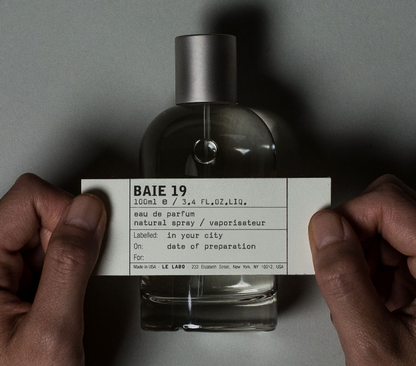 BAIE 19
100ml e / 3.4 FL.OZ.LIQ.
eau de parfum
natural spray / vaporisateur
Labelled: in your city
On: date of preparation
For:
Made in USA LE LABO 233 Elizabeth Street, New York, NY 10012, USA